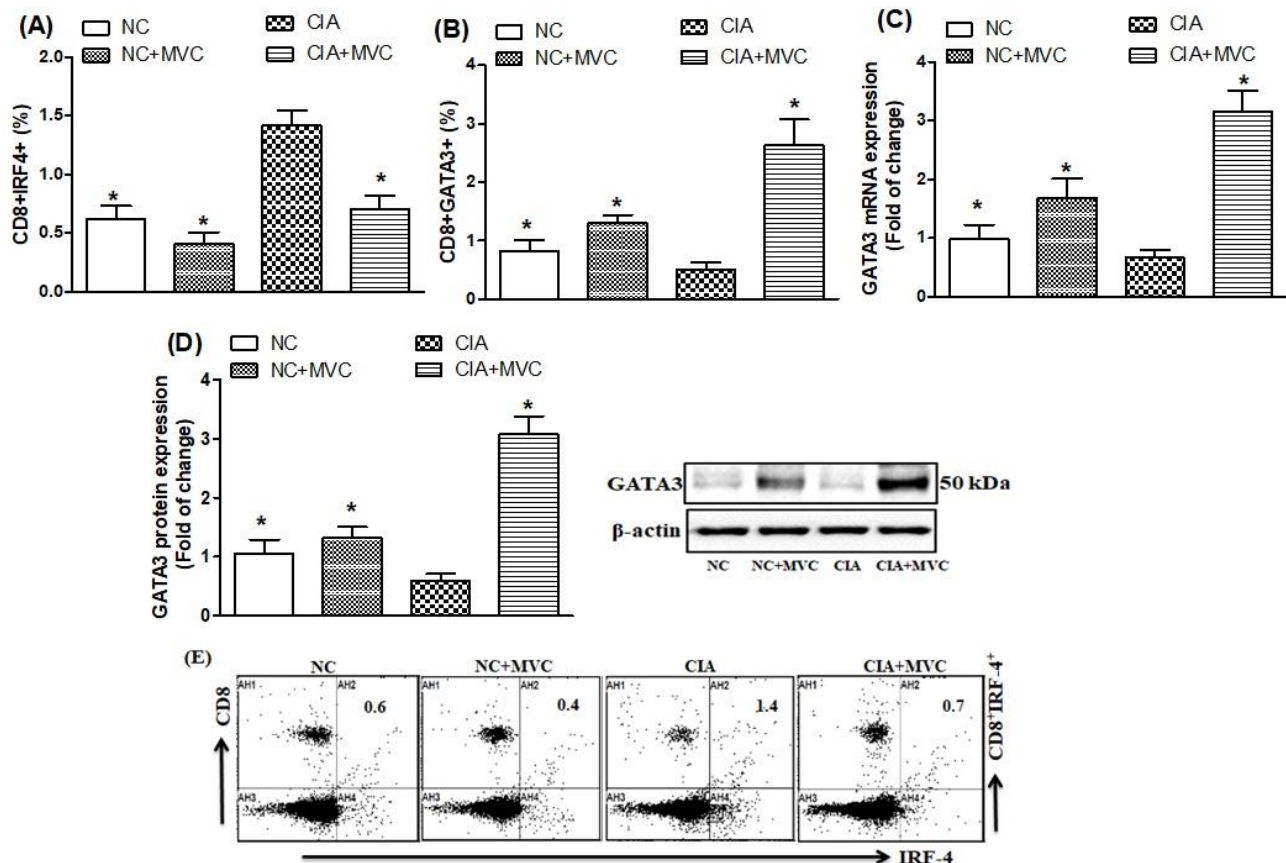 (A)
NC
CIA
NC+MVC
CIA+MVC
CD8+IRF4+ (%)
2.0
1.5
1.0
0.5
0.0
*
*
*
(B)
NC
CIA
NC+MVC
CIA+MVC
CD8+GATA3+ (%)
4
3
2
1
0
*
*
*
(C)
NC
CIA
NC+MVC
CIA+MVC
GATA3 mRNA expression
(Fold of change)
4
3
2
1
0
*
*
*
(D)
NC
CIA
NC+MVC
CIA+MVC
GATA3 protein expression
(Fold of change)
4
3
2
1
0
*
*
*
GATA3
50 kDa
β-actin
NC NC+MVC CIA CIA+MVC
(E)
NC NC+MVC CIA CIA+MVC
AH1 AH2 AH1 AH2 AH1 AH2 AH1 AH2
0.6 0.4 1.4 0.7
AH3 AH4 AH3 AH4 AH3 AH4 AH3 AH4
CD8
CD8⁺IRF-4⁺
IRF-4